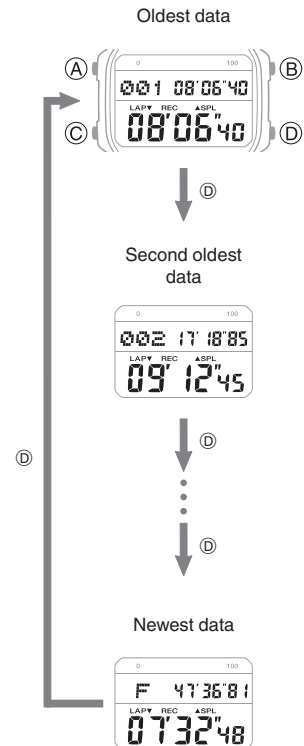 Oldest data
0 100
A B
001 08'06"40
LAP▼ REC ▲SPL
C D
08'06"40
D
Second oldest
data
0 100
002 17'18"85
LAP▼ REC ▲SPL
09'12"45
D
D
D
Newest data
0 100
F 47'36"81
LAP▼ REC ▲SPL
07'32"48